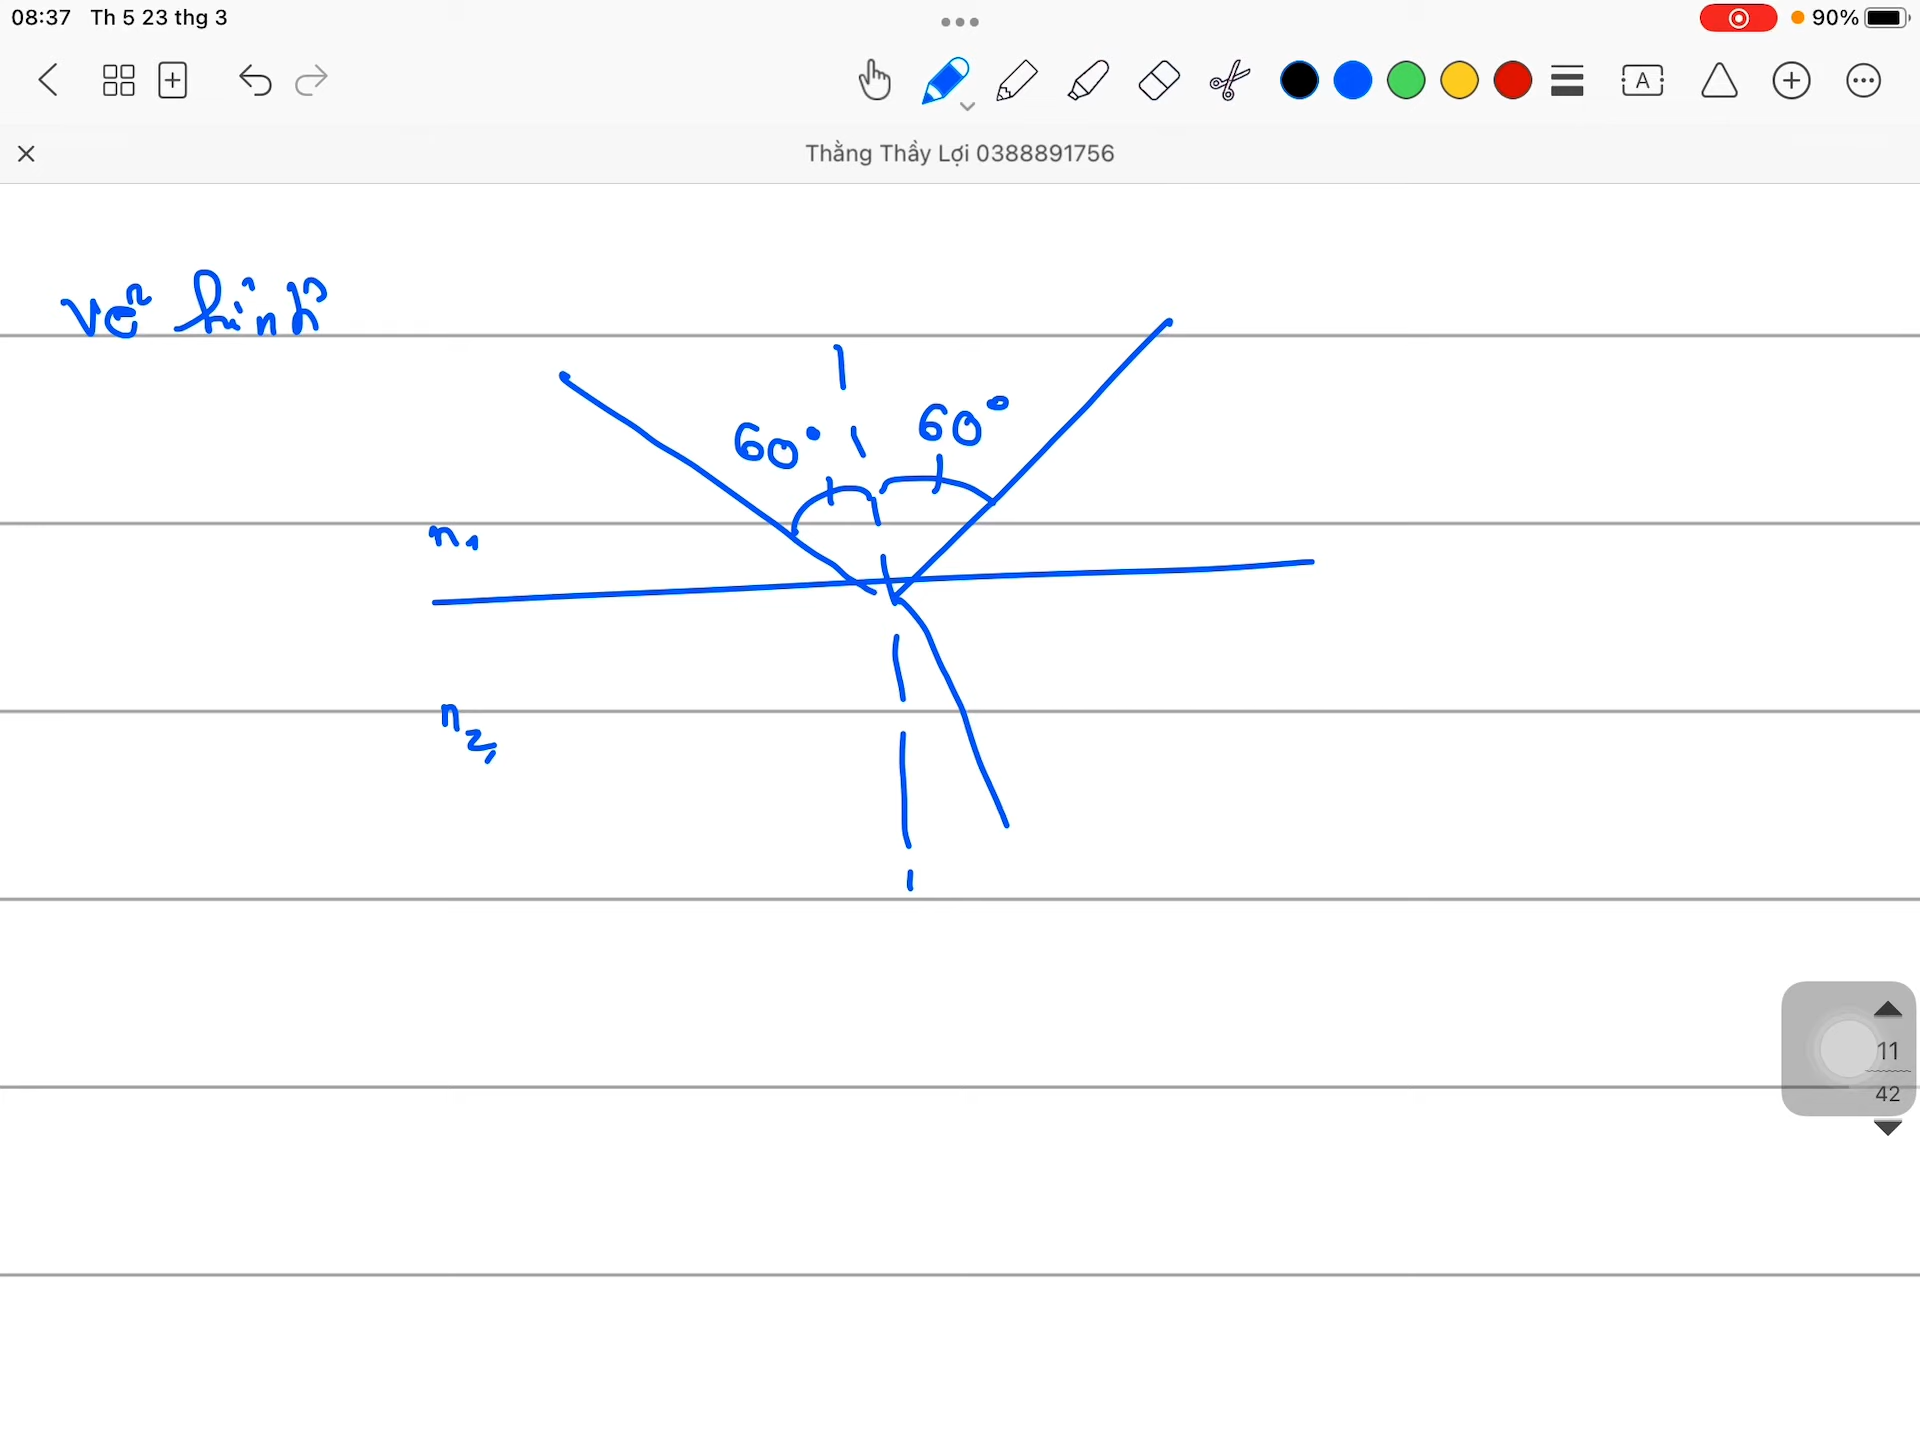 08:37 Th 5 23 thg 3
90%
A
Thằng Thầy Lợi 0388891756
Vẽ hình
60° 60°
n1
n2
11
42